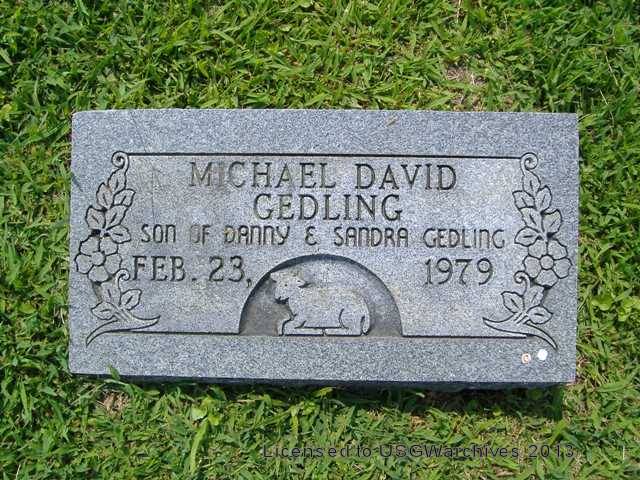 MICHAEL DAVID
GEDLING
SON OF DANNY & SANDRA GEDLING
FEB. 23, 1979
Licensed to USGWarchives 2013